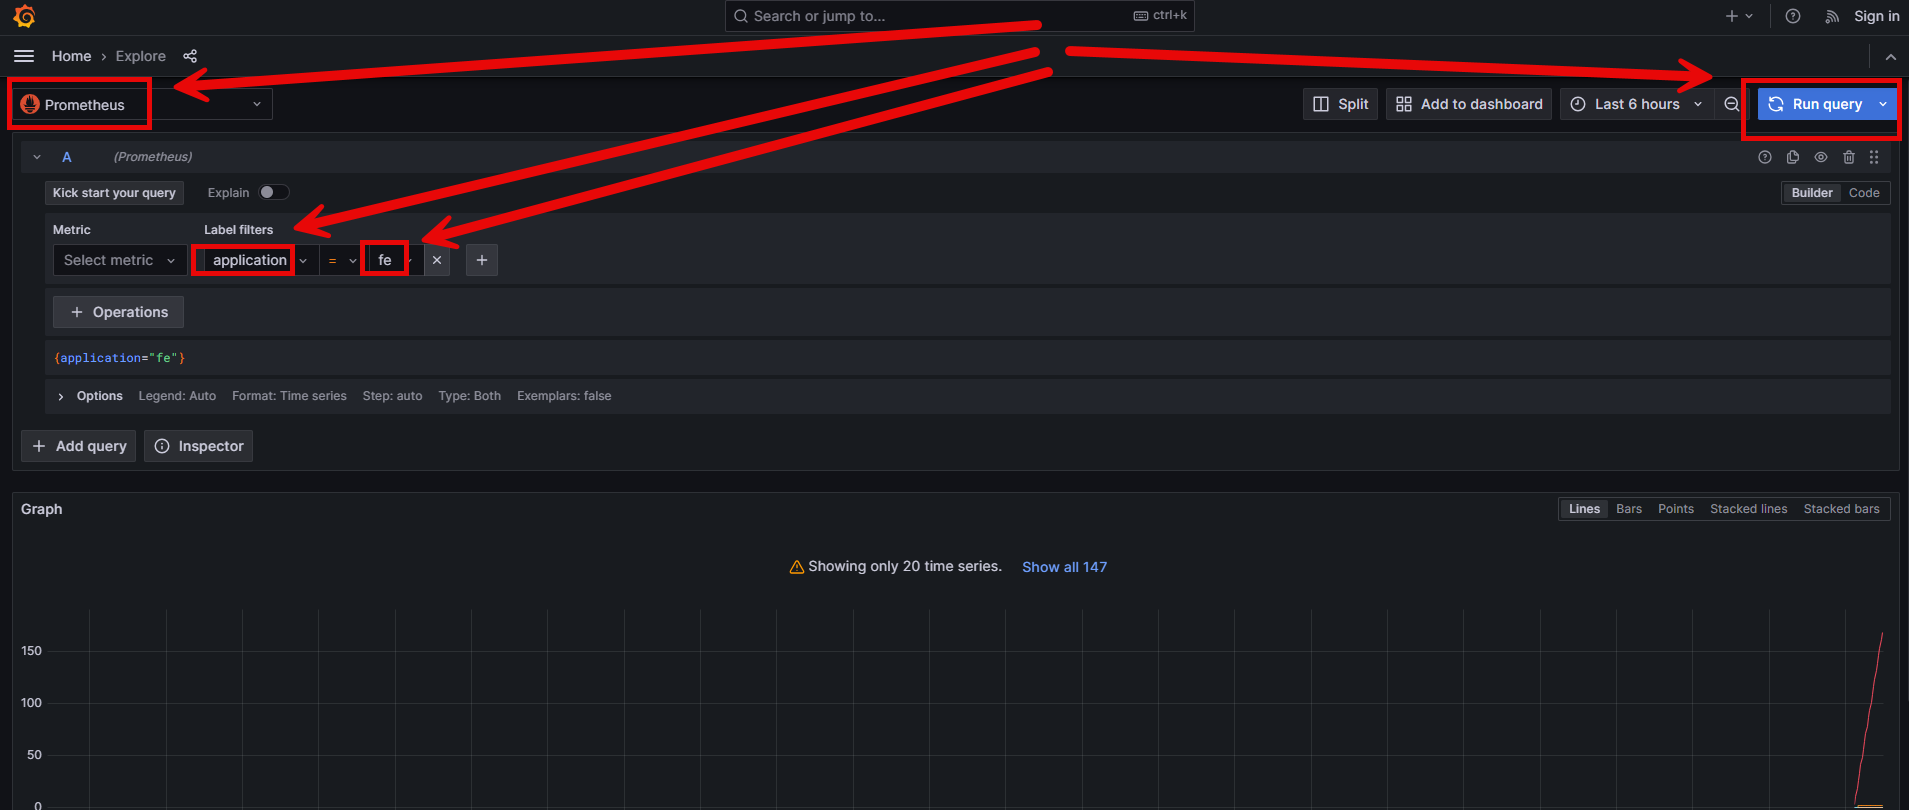 Search or jump to... ctrl+k Sign in
Home › Explore
Prometheus Split Add to dashboard Last 6 hours Run query
A (Prometheus)
Kick start your query Explain Builder Code
Metric Label filters
Select metric application = fe
+ Operations
{application="fe"}
Options Legend: Auto Format: Time series Step: auto Type: Both Exemplars: false
+ Add query Inspector
Graph Lines Bars Points Stacked lines Stacked bars
Showing only 20 time series. Show all 147
150
100
50
0